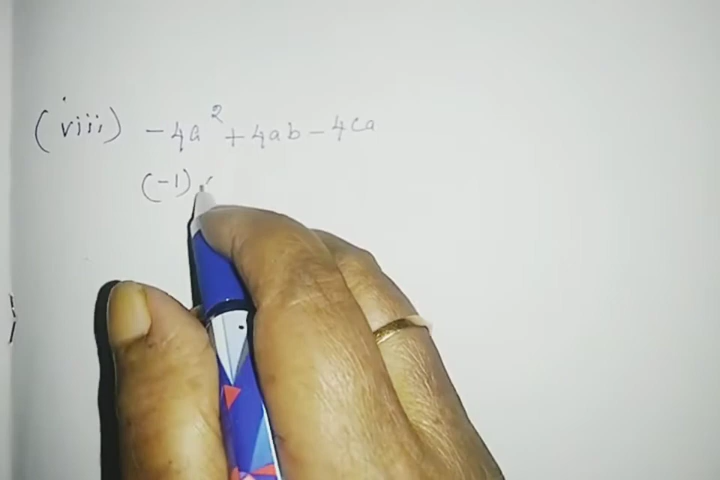 (viii) -4a² + 4ab - 4ca
(-1)